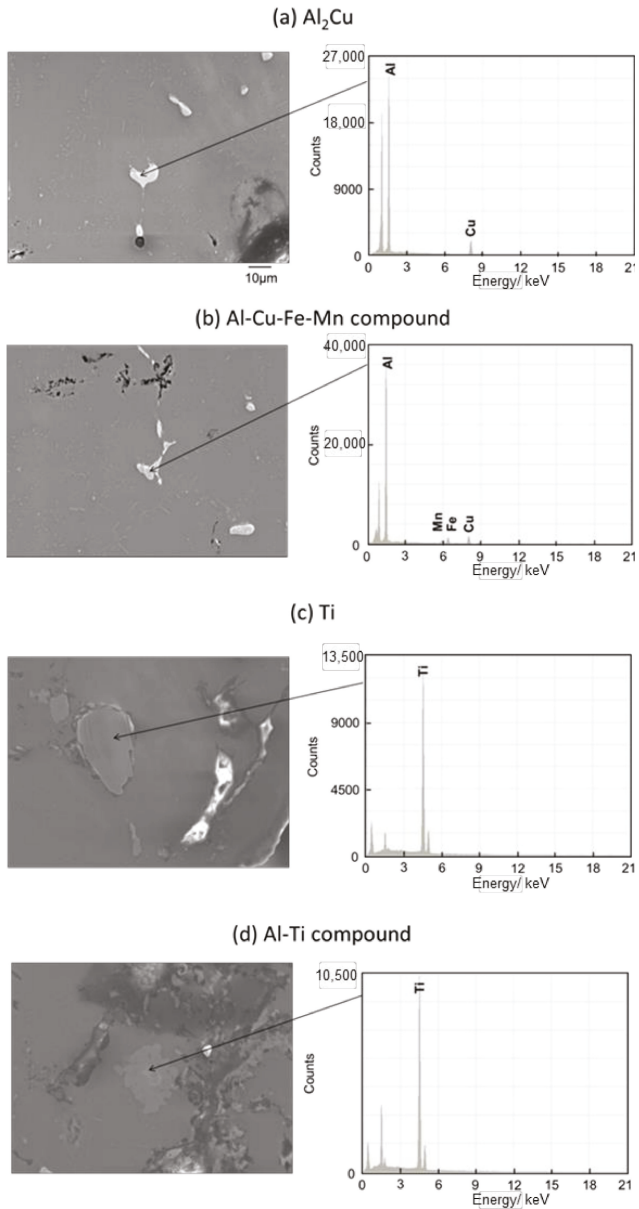 (a) Al₂Cu
27,000
18,000
9000
0
Counts
Al
Cu
0 3 6 9 12 15 18 21
Energy/ keV
10μm
(b) Al-Cu-Fe-Mn compound
40,000
20,000
0
Counts
Al
Mn
Fe
Cu
0 3 6 9 12 15 18 21
Energy/ keV
(c) Ti
13,500
9000
4500
0
Counts
Ti
0 3 6 9 12 15 18 21
Energy/ keV
(d) Al-Ti compound
10,500
0
Counts
Ti
0 3 6 9 12 15 18 21
Energy/ keV